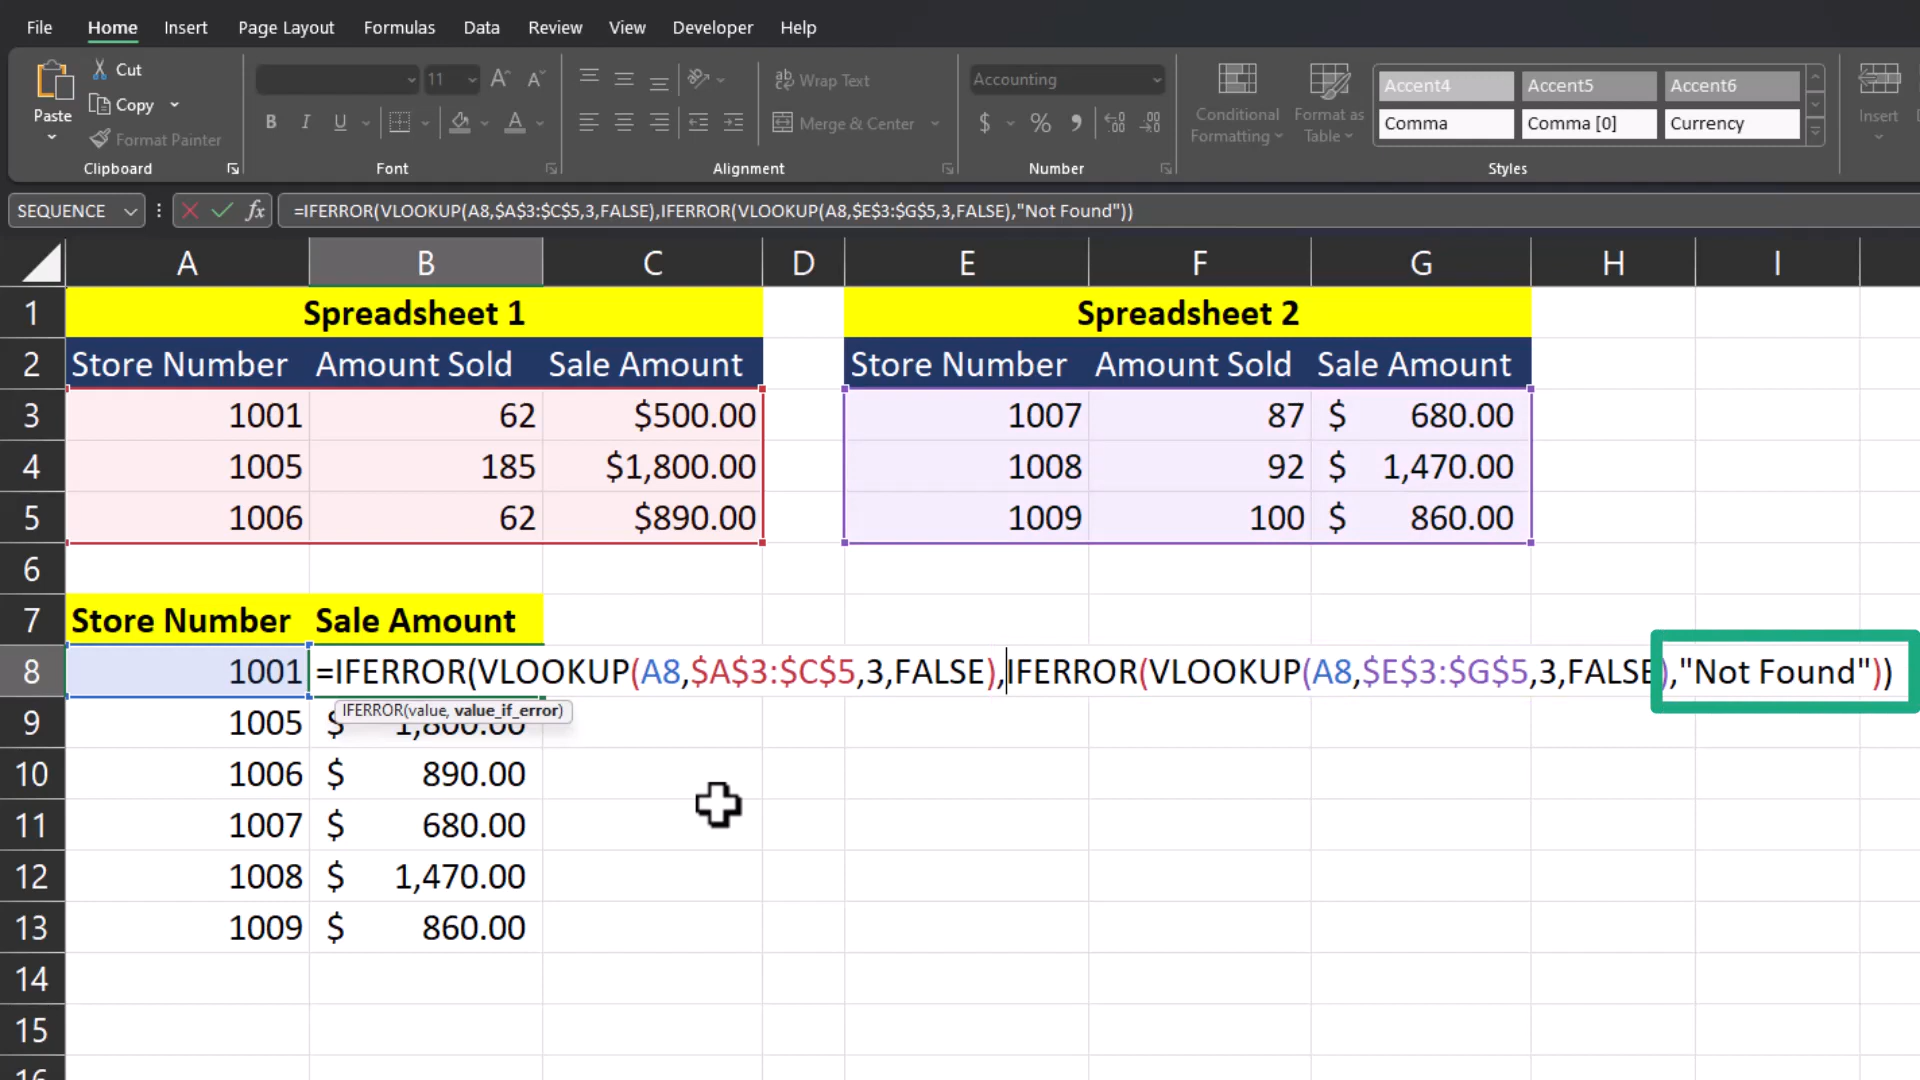 File Home Insert Page Layout Formulas Data Review View Developer Help
Cut
Copy
Format Painter
Paste
Clipboard
11
Font
Wrap Text
Merge & Center
Alignment
Accounting
Number
Conditional Formatting
Format as Table
Accent4 Accent5 Accent6
Comma Comma [0] Currency
Styles
Insert
SEQUENCE fx =IFERROR(VLOOKUP(A8,$A$3:$C$5,3,FALSE),IFERROR(VLOOKUP(A8,$E$3:$G$5,3,FALSE),"Not Found"))
A B C D E F G H I
1 Spreadsheet 1 Spreadsheet 2
2 Store Number Amount Sold Sale Amount Store Number Amount Sold Sale Amount
3 1001 62 $500.00 1007 87 $ 680.00
4 1005 185 $1,800.00 1008 92 $ 1,470.00
5 1006 62 $890.00 1009 100 $ 860.00
6
7 Store Number Sale Amount
8 1001 =IFERROR(VLOOKUP(A8,$A$3:$C$5,3,FALSE),IFERROR(VLOOKUP(A8,$E$3:$G$5,3,FALSE),"Not Found"))
IFERROR(value, value_if_error)
9 1005 $ 1,800.00
10 1006 $ 890.00
11 1007 $ 680.00
12 1008 $ 1,470.00
13 1009 $ 860.00
14
15
16